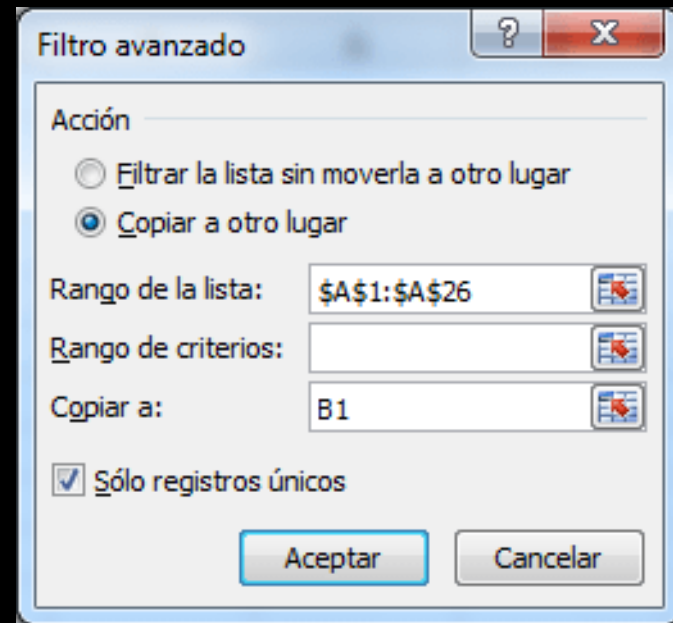 Filtro avanzado
Acción
Filtrar la lista sin moverla a otro lugar
Copiar a otro lugar
Rango de la lista: $A$1:$A$26
Rango de criterios:
Copiar a: B1
Sólo registros únicos
Aceptar Cancelar